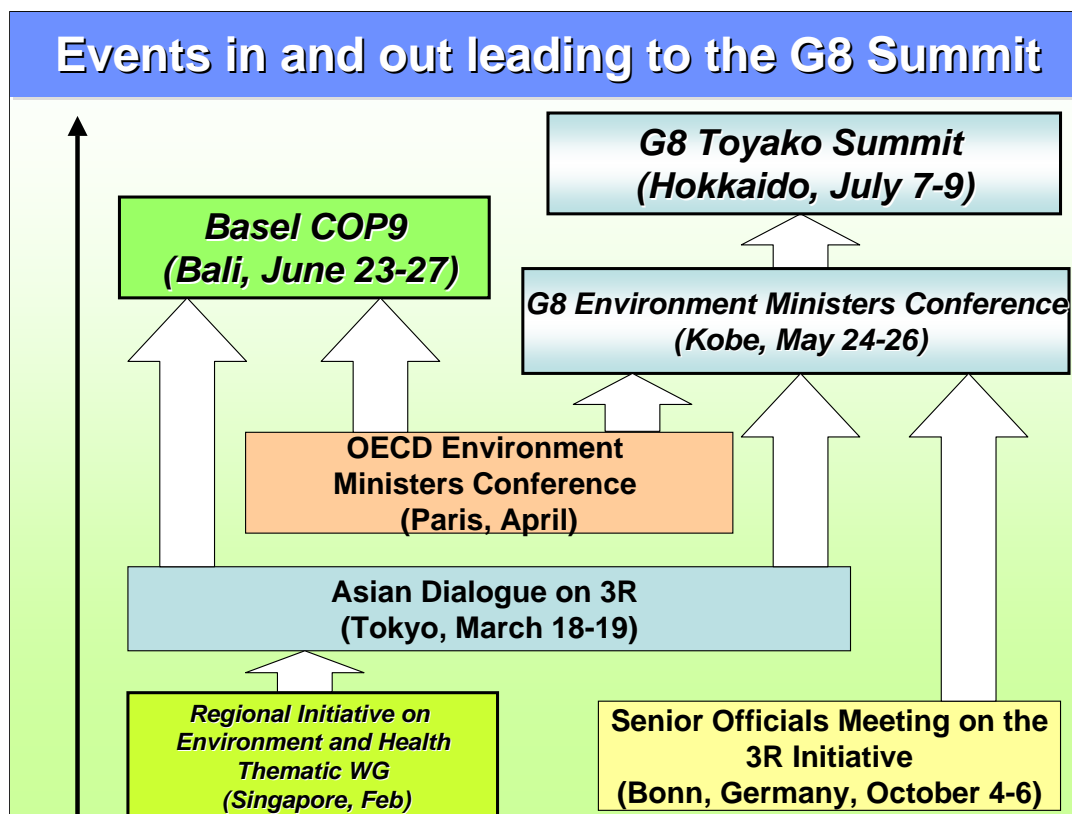 Events in and out leading to the G8 Summit
G8 Toyako Summit
(Hokkaido, July 7-9)
Basel COP9
(Bali, June 23-27)
G8 Environment Ministers Conference
(Kobe, May 24-26)
OECD Environment
Ministers Conference
(Paris, April)
Asian Dialogue on 3R
(Tokyo, March 18-19)
Regional Initiative on
Environment and Health
Thematic WG
(Singapore, Feb)
Senior Officials Meeting on the
3R Initiative
(Bonn, Germany, October 4-6)